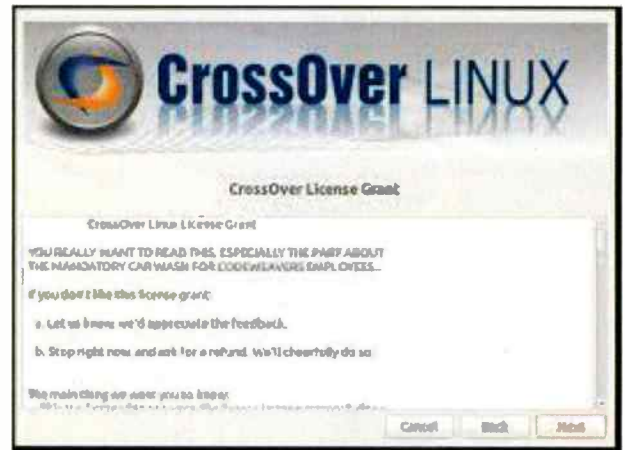 CrossOver LINUX
CrossOver License Grant
CrossOver Linux License Grant
YOU REALLY WANT TO READ THIS, ESPECIALLY THE PART ABOUT
THE MANDATORY CAR WASH FOR CODEWEAVERS EMPLOYEES...
If you don't like this license grant:
a. Let us know we'd appreciate the feedback.
b. Stop right now and ask for a refund. We'll cheerfully do so
The main thing we want you to know:
Cancel
Back
Next